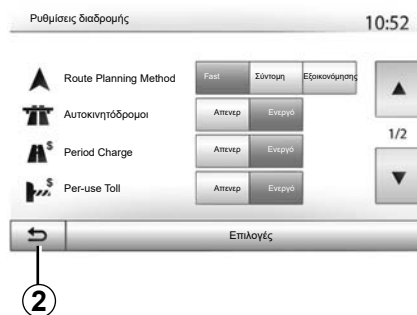 Ρυθμίσεις διαδρομής 10:52
Route Planning Method Fast Σύντομη Εξοικονόμησης
Αυτοκινητόδρομοι Απενερ Ενεργό
1/2
$ Period Charge Απενερ Ενεργό
$ Per-use Toll Απενερ Ενεργό
Επιλογές
2